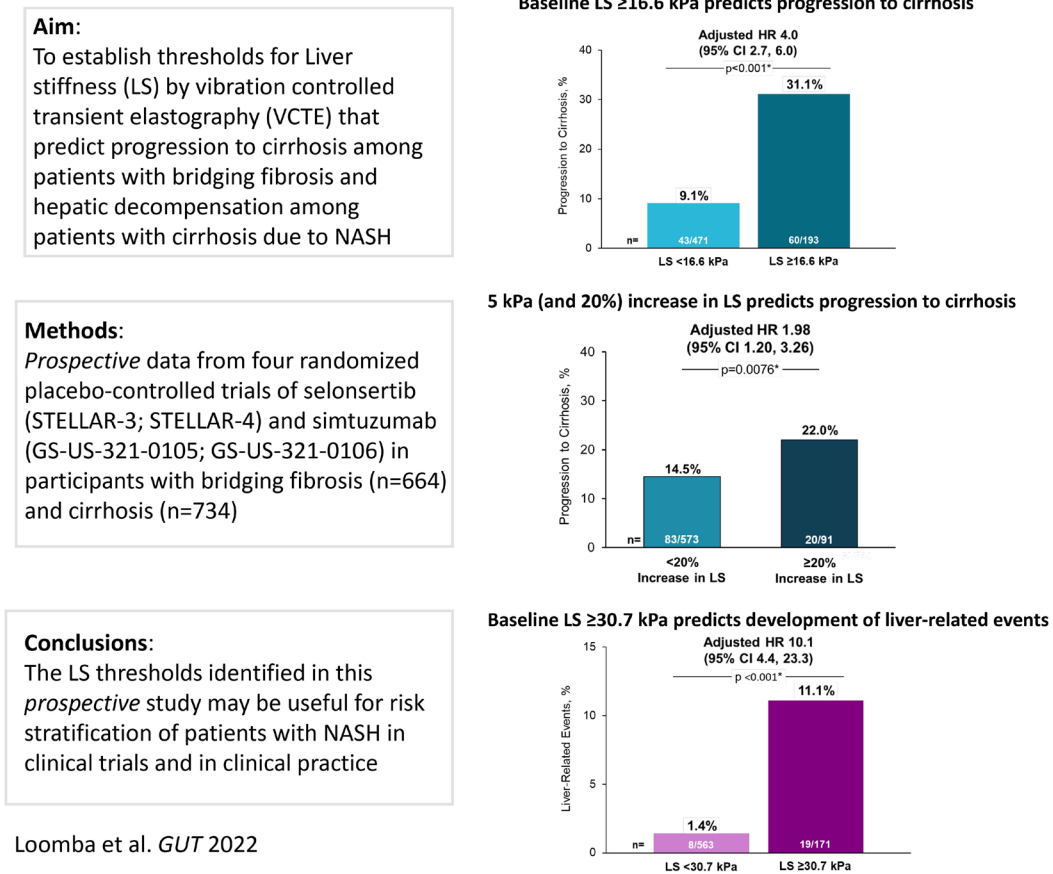 Aim:
To establish thresholds for Liver
stiffness (LS) by vibration controlled
transient elastography (VCTE) that
predict progression to cirrhosis among
patients with bridging fibrosis and
hepatic decompensation among
patients with cirrhosis due to NASH
Methods:
Prospective data from four randomized
placebo-controlled trials of selonsertib
(STELLAR-3; STELLAR-4) and simtuzumab
(GS-US-321-0105; GS-US-321-0106) in
participants with bridging fibrosis (n=664)
and cirrhosis (n=734)
Conclusions:
The LS thresholds identified in this
prospective study may be useful for risk
stratification of patients with NASH in
clinical trials and in clinical practice
Loomba et al. GUT 2022
Baseline LS ≥16.6 kPa predicts progression to cirrhosis
Adjusted HR 4.0
(95% CI 2.7, 6.0)
p<0.001*
Progression to Cirrhosis, %
40
30
20
10
0
9.1%
31.1%
n=
43/471
60/193
LS <16.6 kPa
LS ≥16.6 kPa
5 kPa (and 20%) increase in LS predicts progression to cirrhosis
Adjusted HR 1.98
(95% CI 1.20, 3.26)
p=0.0076*
Progression to Cirrhosis, %
40
30
20
10
0
14.5%
22.0%
n=
83/573
20/91
<20%
Increase in LS
≥20%
Increase in LS
Baseline LS ≥30.7 kPa predicts development of liver-related events
Adjusted HR 10.1
(95% CI 4.4, 23.3)
p <0.001*
Liver-Related Events, %
15
10
5
0
1.4%
11.1%
n=
8/563
19/171
LS <30.7 kPa
LS ≥30.7 kPa